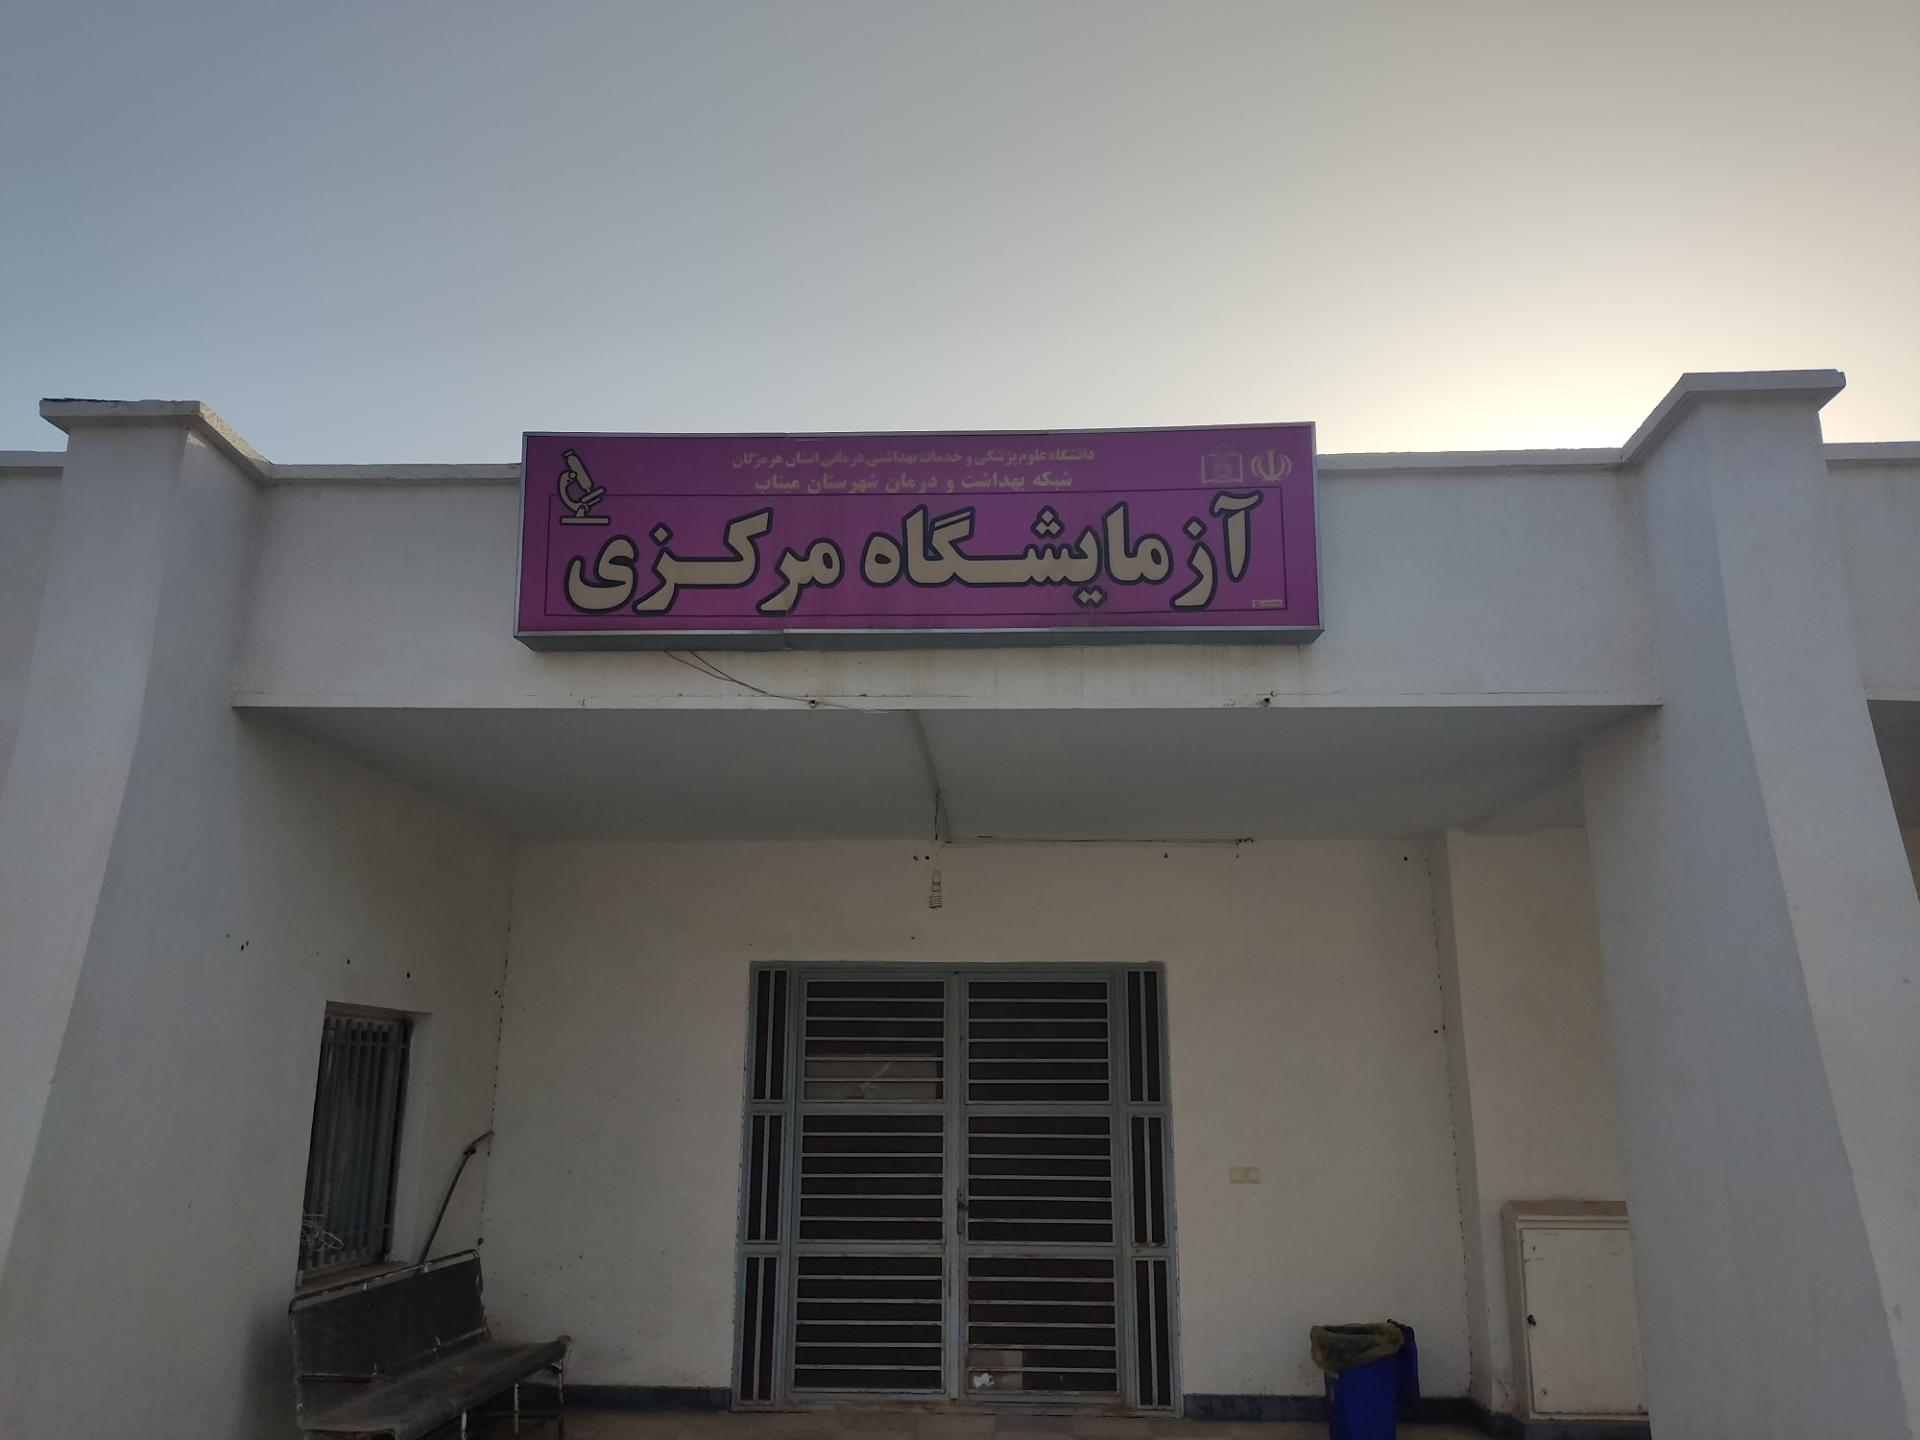 دانشگاه علوم پزشکی و خدمات بهداشتی درمانی استان هرمزگان
شبکه بهداشت و درمان شهرستان میناب
آزمایشگاه مرکزی